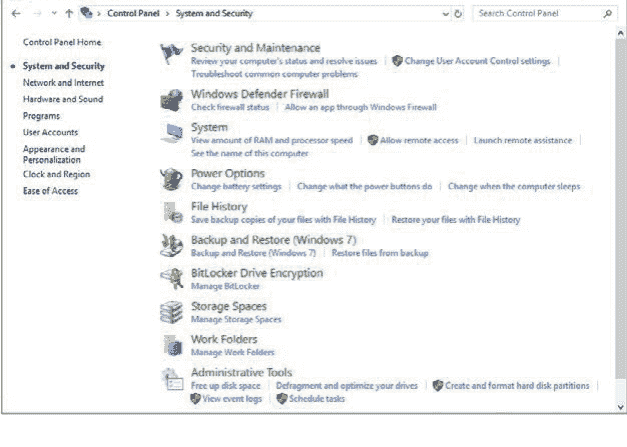 Control Panel > System and Security
Search Control Panel
Control Panel Home
System and Security
Network and Internet
Hardware and Sound
Programs
User Accounts
Appearance and
Personalization
Clock and Region
Ease of Access
Security and Maintenance
Review your computer's status and resolve issues | Change User Account Control settings |
Troubleshoot common computer problems
Windows Defender Firewall
Check firewall status | Allow an app through Windows Firewall
System
View amount of RAM and processor speed | Allow remote access | Launch remote assistance |
See the name of this computer
Power Options
Change battery settings | Change what the power buttons do | Change when the computer sleeps
File History
Save backup copies of your files with File History | Restore your files with File History
Backup and Restore (Windows 7)
Backup and Restore (Windows 7) | Restore files from backup
BitLocker Drive Encryption
Manage BitLocker
Storage Spaces
Manage Storage Spaces
Work Folders
Manage Work Folders
Administrative Tools
Free up disk space | Defragment and optimize your drives | Create and format hard disk partitions |
View event logs | Schedule tasks